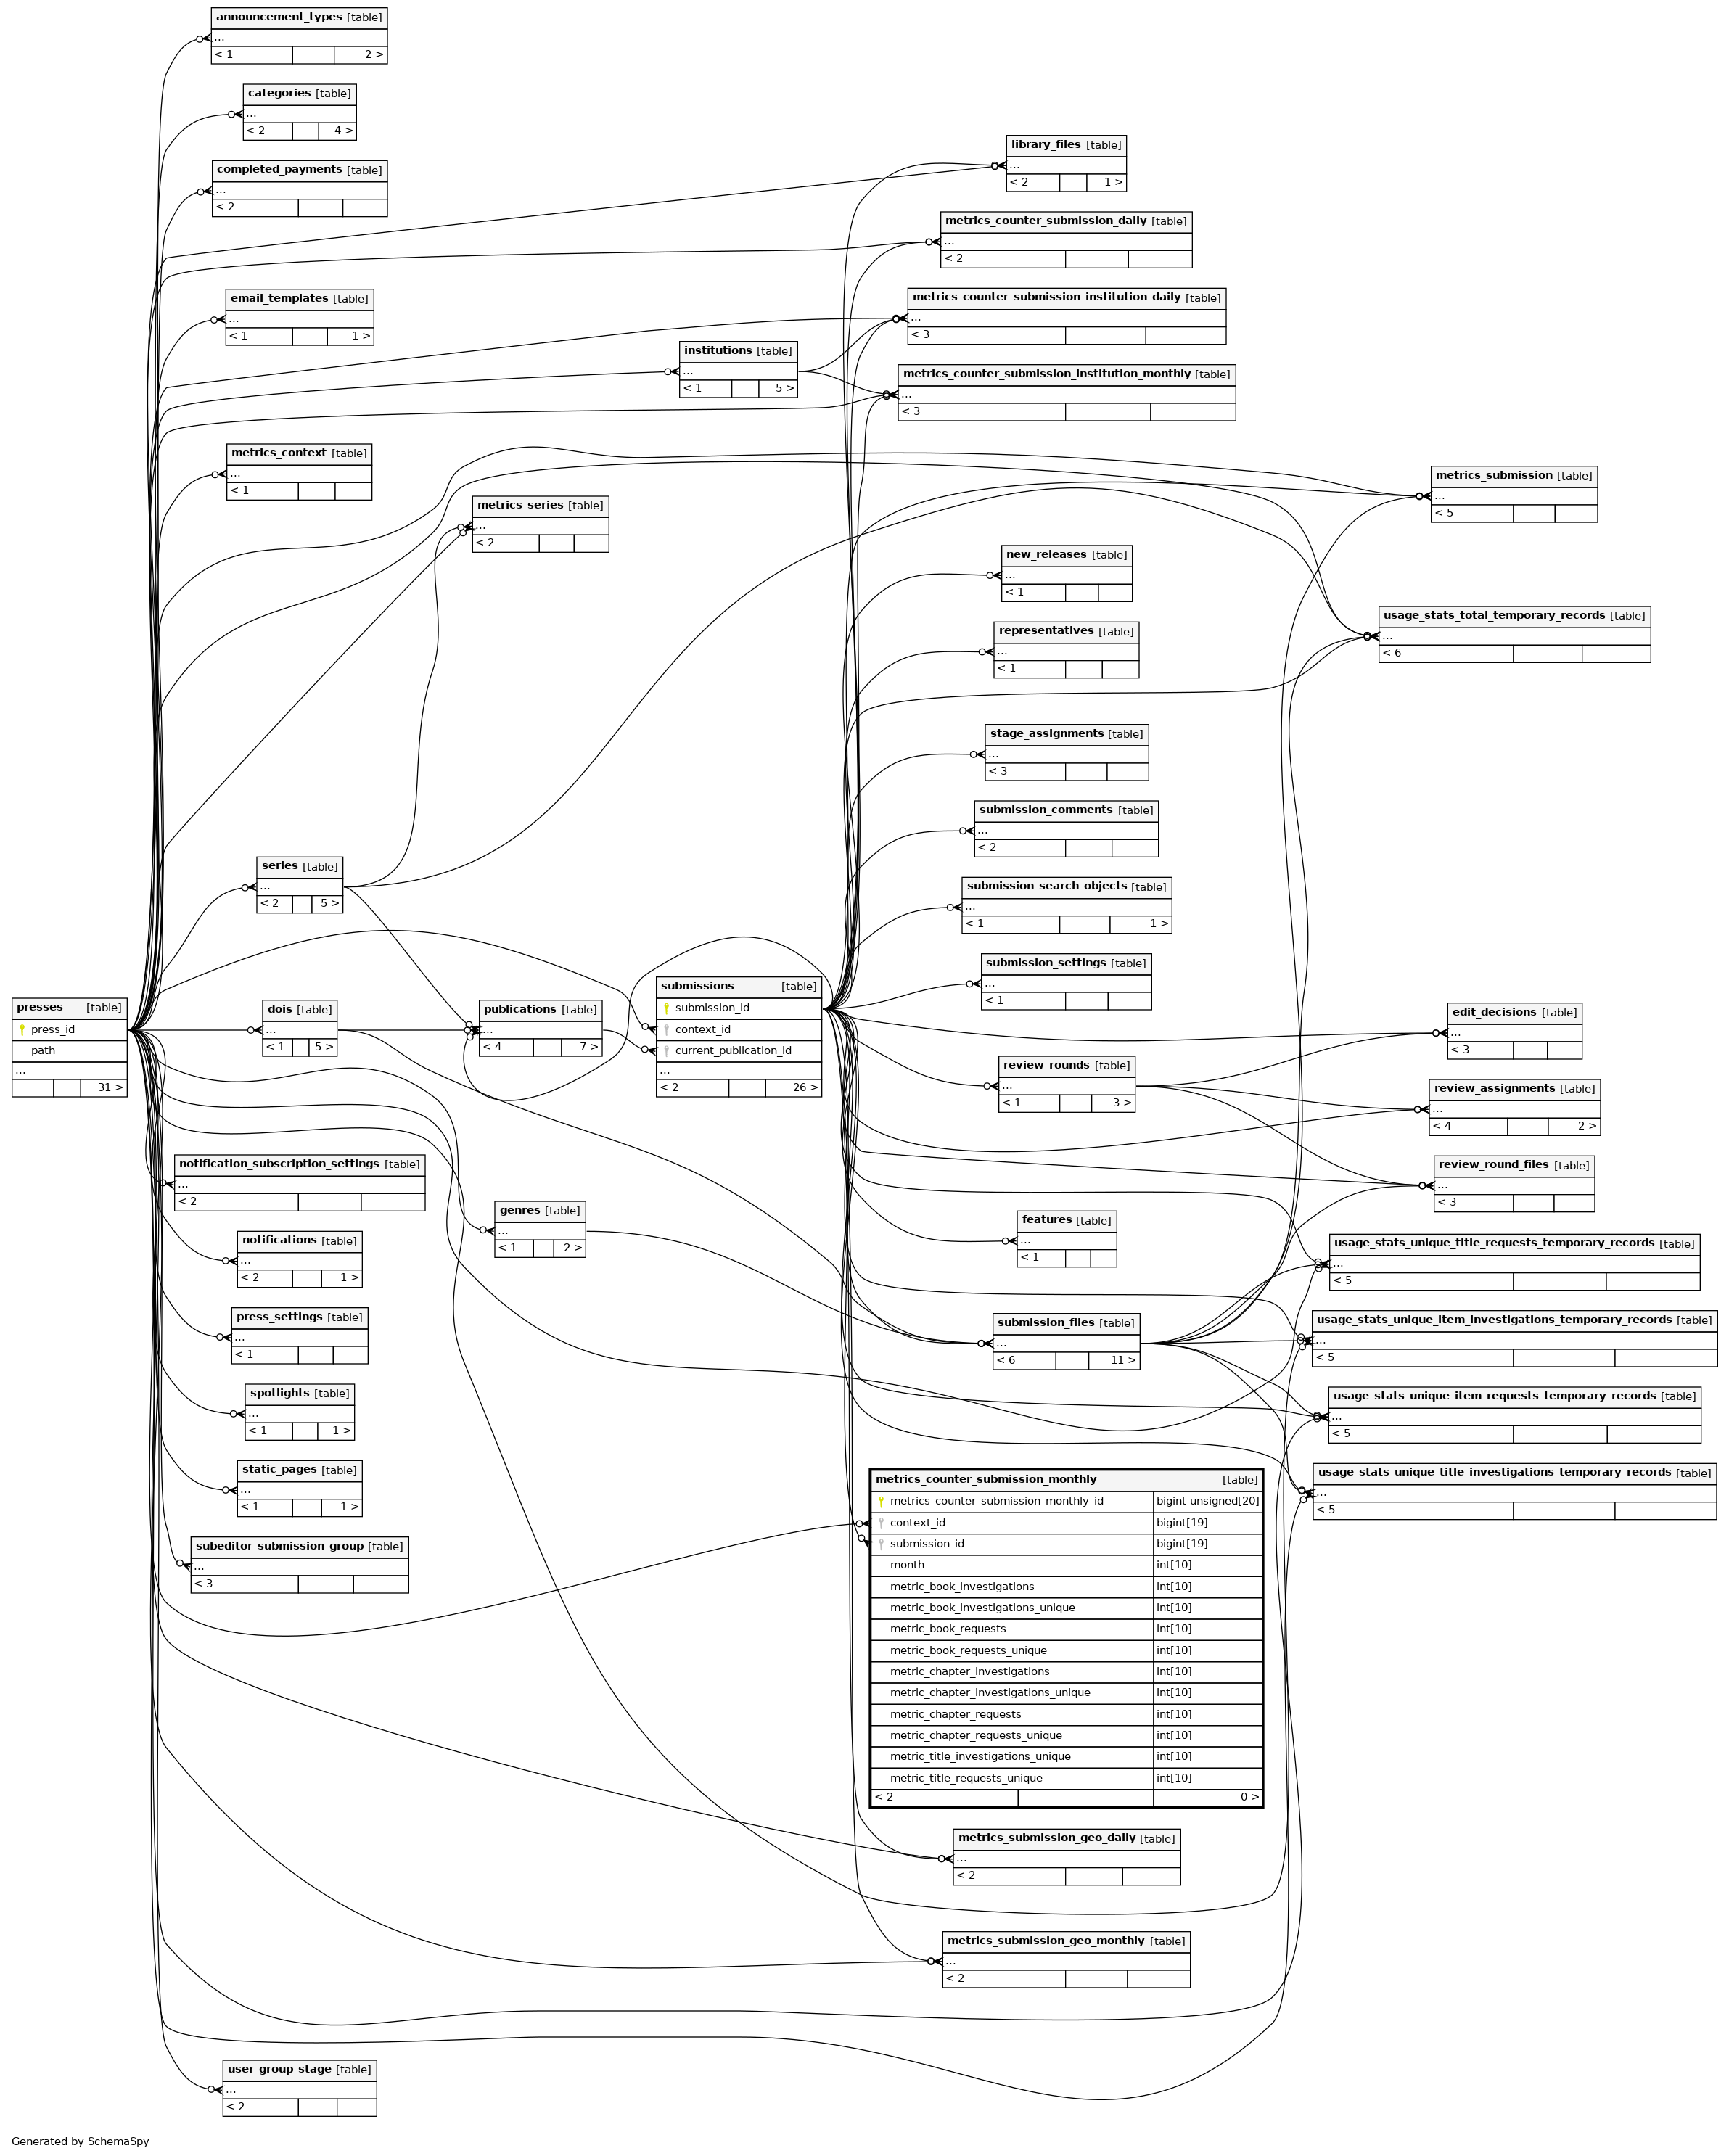 announcement_types [table]
...
< 1 2 >
categories [table]
...
< 2 4 >
completed_payments [table]
...
< 2
email_templates [table]
...
< 1 1 >
metrics_context [table]
...
< 1
metrics_series [table]
...
< 2
institutions [table]
...
< 1 5 >
library_files [table]
...
< 2 1 >
metrics_counter_submission_daily [table]
...
< 2
metrics_counter_submission_institution_daily [table]
...
< 3
metrics_counter_submission_institution_monthly [table]
...
< 3
metrics_submission [table]
...
< 5
new_releases [table]
...
< 1
usage_stats_total_temporary_records [table]
...
< 6
representatives [table]
...
< 1
stage_assignments [table]
...
< 3
submission_comments [table]
...
< 2
submission_search_objects [table]
...
< 1 1 >
submission_settings [table]
...
< 1
series [table]
...
< 2 5 >
presses [table]
press_id
path
...
31 >
dois [table]
...
< 1 5 >
publications [table]
...
< 4 7 >
submissions [table]
submission_id
context_id
current_publication_id
...
< 2 26 >
review_rounds [table]
...
< 1 3 >
edit_decisions [table]
...
< 3
review_assignments [table]
...
< 4 2 >
review_round_files [table]
...
< 3
notification_subscription_settings [table]
...
< 2
notifications [table]
...
< 2 1 >
genres [table]
...
< 1 2 >
features [table]
...
< 1
usage_stats_unique_title_requests_temporary_records [table]
...
< 5
press_settings [table]
...
< 1
submission_files [table]
...
< 6 11 >
usage_stats_unique_item_investigations_temporary_records [table]
...
< 5
spotlights [table]
...
< 1 1 >
usage_stats_unique_item_requests_temporary_records [table]
...
< 5
static_pages [table]
...
< 1 1 >
usage_stats_unique_title_investigations_temporary_records [table]
...
< 5
subeditor_submission_group [table]
...
< 3
metrics_counter_submission_monthly [table]
metrics_counter_submission_monthly_id bigint unsigned[20]
context_id bigint[19]
submission_id bigint[19]
month int[10]
metric_book_investigations int[10]
metric_book_investigations_unique int[10]
metric_book_requests int[10]
metric_book_requests_unique int[10]
metric_chapter_investigations int[10]
metric_chapter_investigations_unique int[10]
metric_chapter_requests int[10]
metric_chapter_requests_unique int[10]
metric_title_investigations_unique int[10]
metric_title_requests_unique int[10]
< 2 0 >
metrics_submission_geo_daily [table]
...
< 2
metrics_submission_geo_monthly [table]
...
< 2
user_group_stage [table]
...
< 2
Generated by SchemaSpy